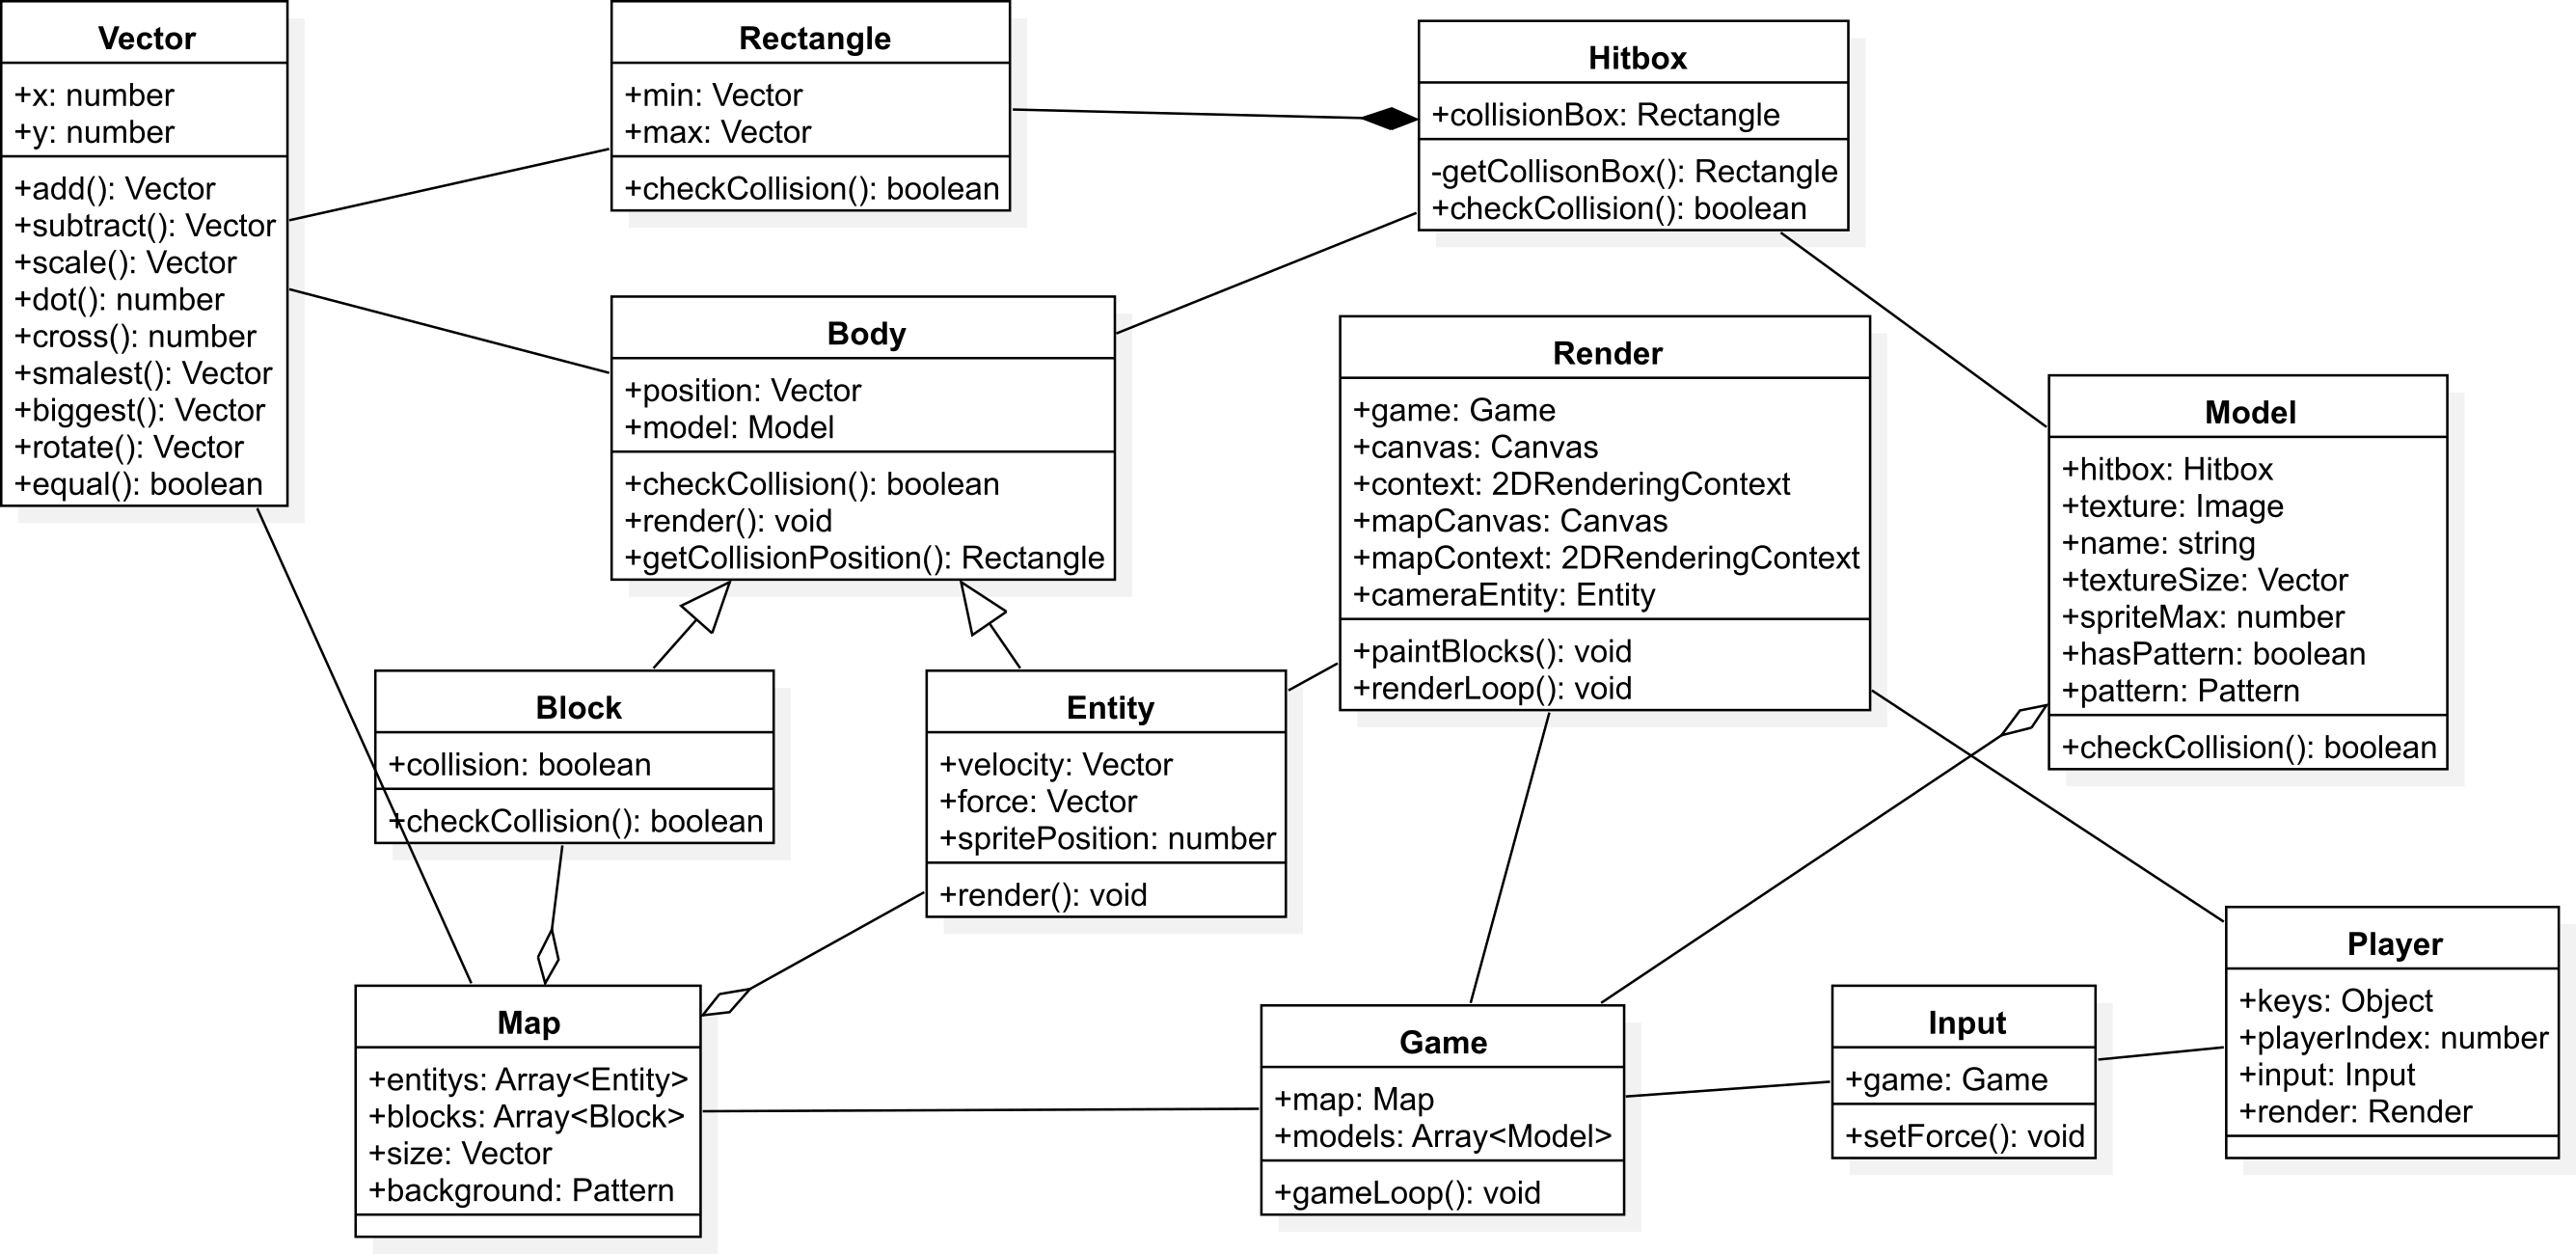 Vector
+x: number
+y: number
+add(): Vector
+subtract(): Vector
+scale(): Vector
+dot(): number
+cross(): number
+smalest(): Vector
+biggest(): Vector
+rotate(): Vector
+equal(): boolean
Rectangle
+min: Vector
+max: Vector
+checkCollision(): boolean
Hitbox
+collisionBox: Rectangle
-getCollisonBox(): Rectangle
+checkCollision(): boolean
Body
+position: Vector
+model: Model
+checkCollision(): boolean
+render(): void
+getCollisionPosition(): Rectangle
Render
+game: Game
+canvas: Canvas
+context: 2DRenderingContext
+mapCanvas: Canvas
+mapContext: 2DRenderingContext
+cameraEntity: Entity
+paintBlocks(): void
+renderLoop(): void
Model
+hitbox: Hitbox
+texture: Image
+name: string
+textureSize: Vector
+spriteMax: number
+hasPattern: boolean
+pattern: Pattern
+checkCollision(): boolean
Block
+collision: boolean
+checkCollision(): boolean
Entity
+velocity: Vector
+force: Vector
+spritePosition: number
+render(): void
Map
+entitys: Array<Entity>
+blocks: Array<Block>
+size: Vector
+background: Pattern
Game
+map: Map
+models: Array<Model>
+gameLoop(): void
Input
+game: Game
+setForce(): void
Player
+keys: Object
+playerIndex: number
+input: Input
+render: Render